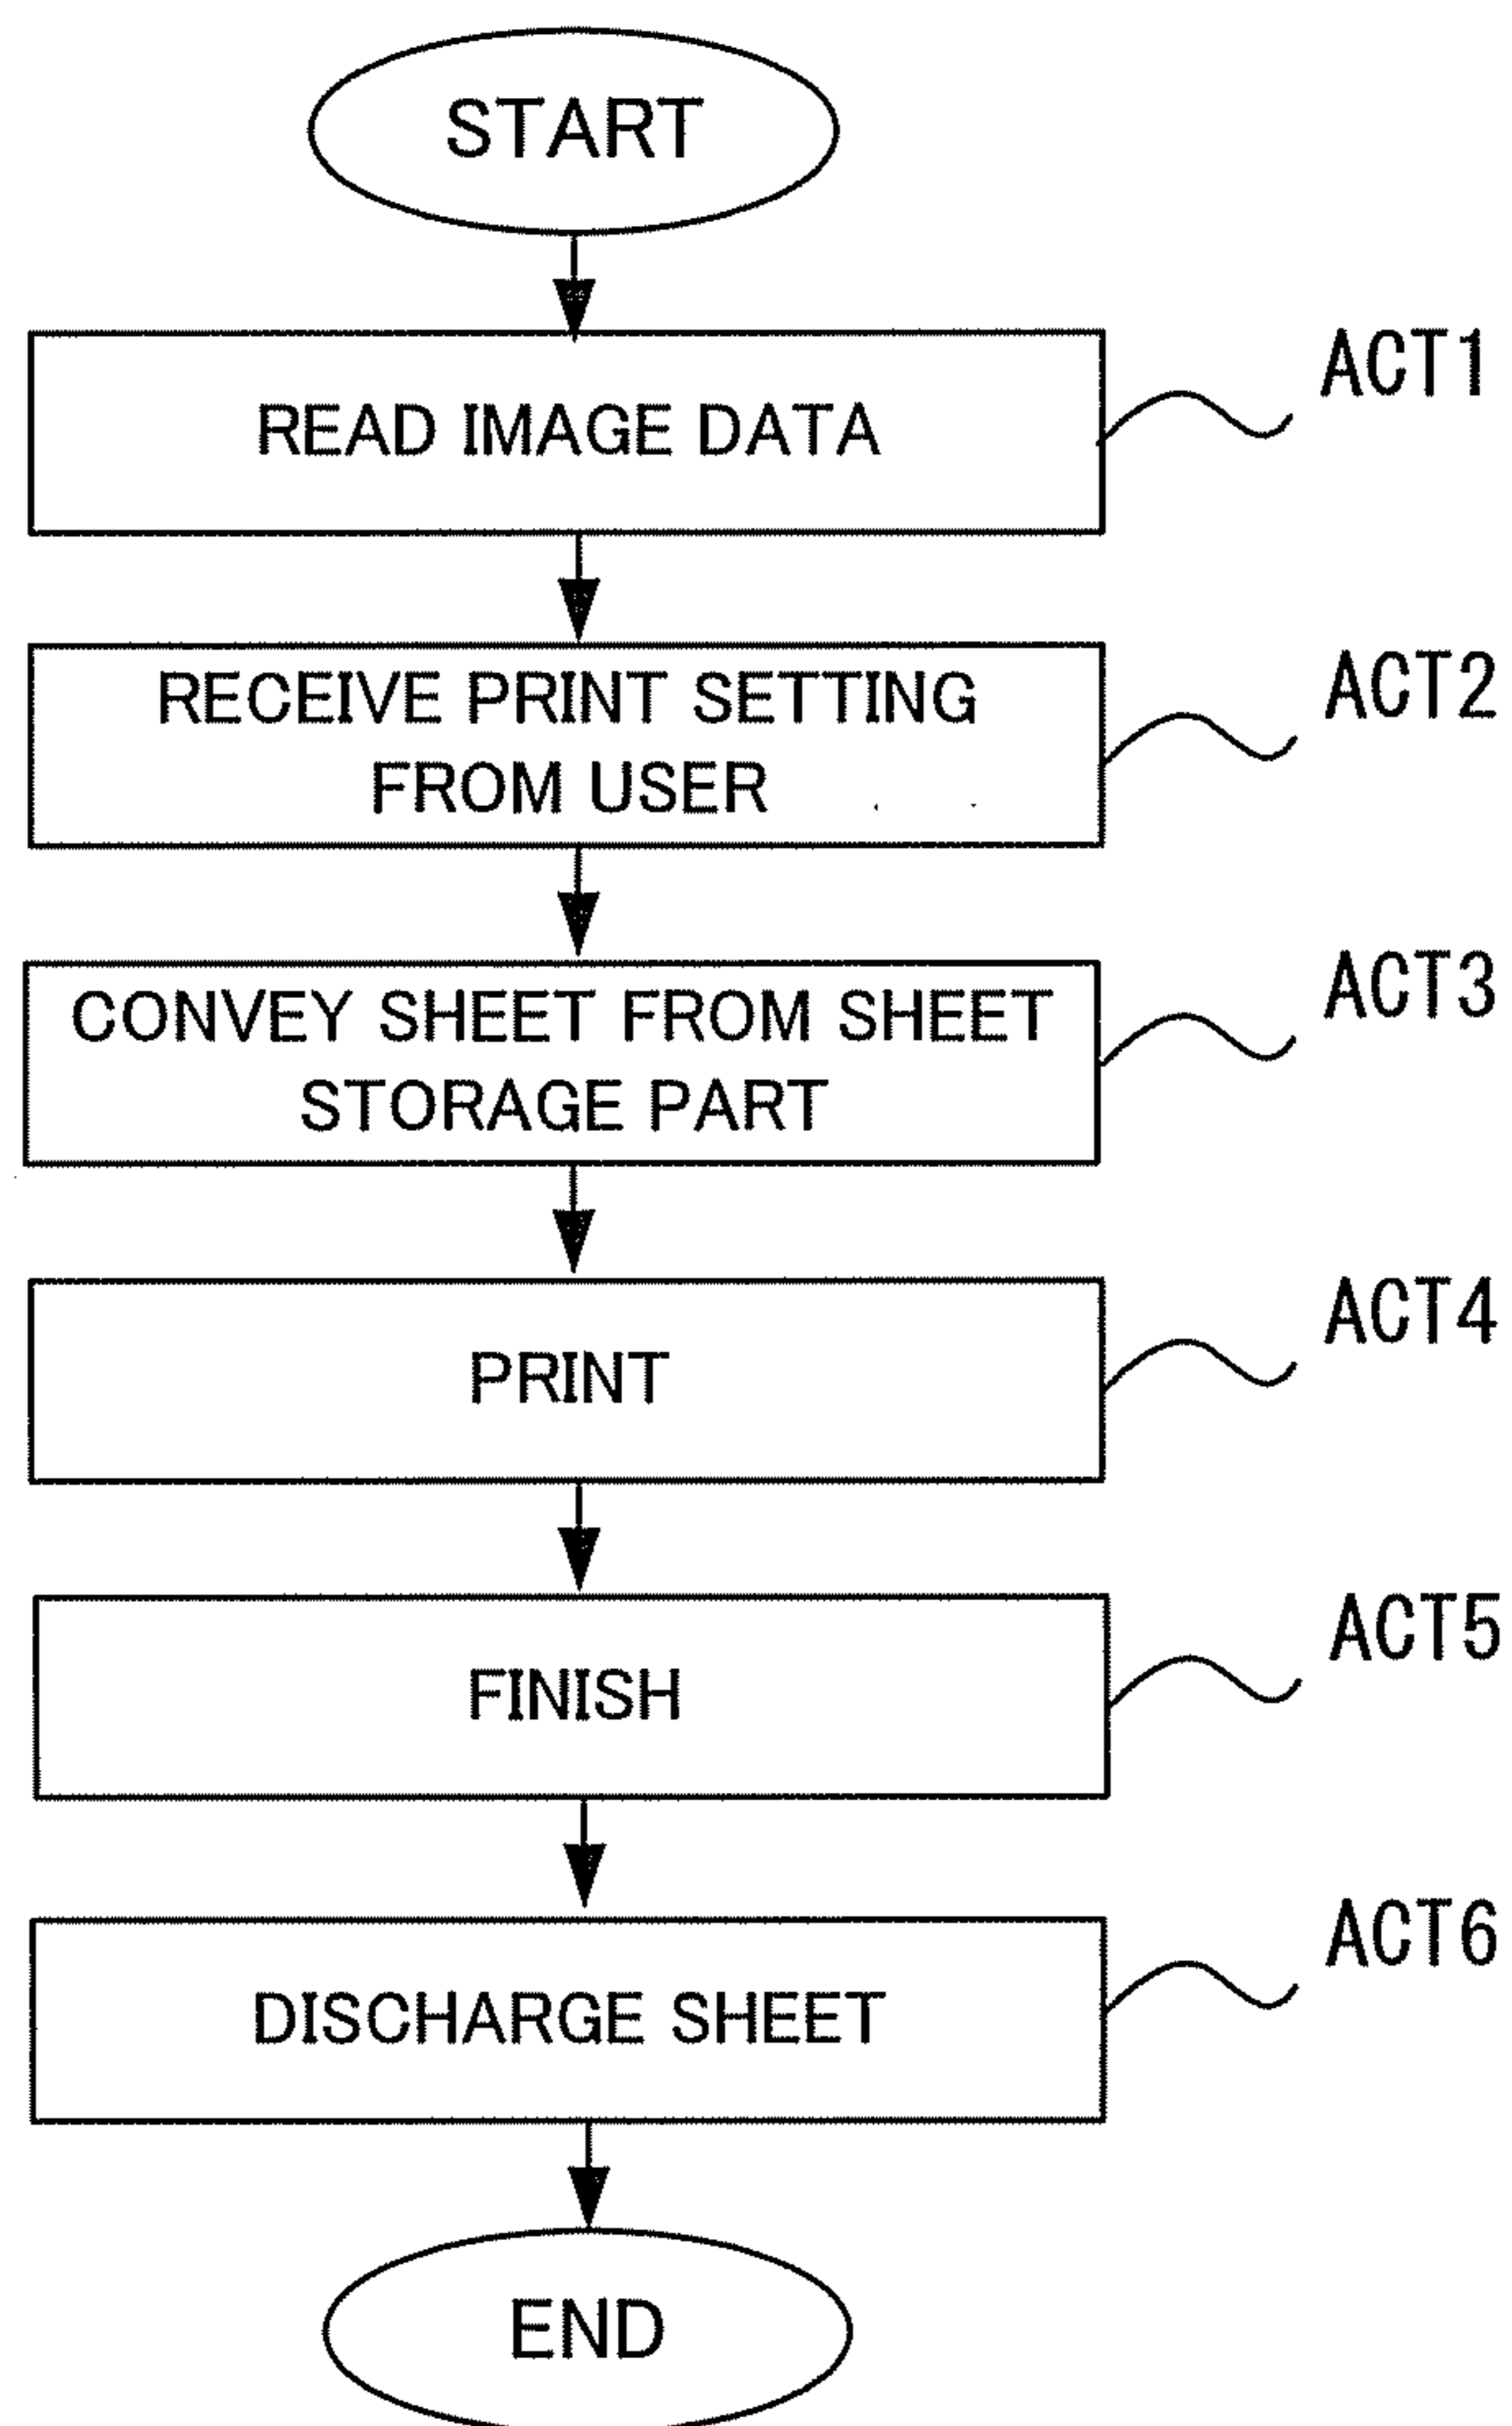 START
READ IMAGE DATA
ACT1
RECEIVE PRINT SETTING
FROM USER
ACT2
CONVEY SHEET FROM SHEET
STORAGE PART
ACT3
PRINT
ACT4
FINISH
ACT5
DISCHARGE SHEET
ACT6
END